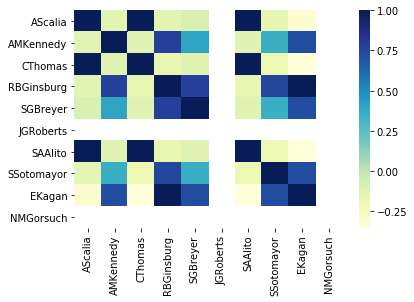 AScalia
AMKennedy
CThomas
RBGinsburg
SGBreyer
JGRoberts
SAAlito
SSotomayor
EKagan
NMGorsuch
AScalia
AMKennedy
CThomas
RBGinsburg
SGBreyer
JGRoberts
SAAlito
SSotomayor
EKagan
NMGorsuch
1.00
0.75
0.50
0.25
0.00
−0.25